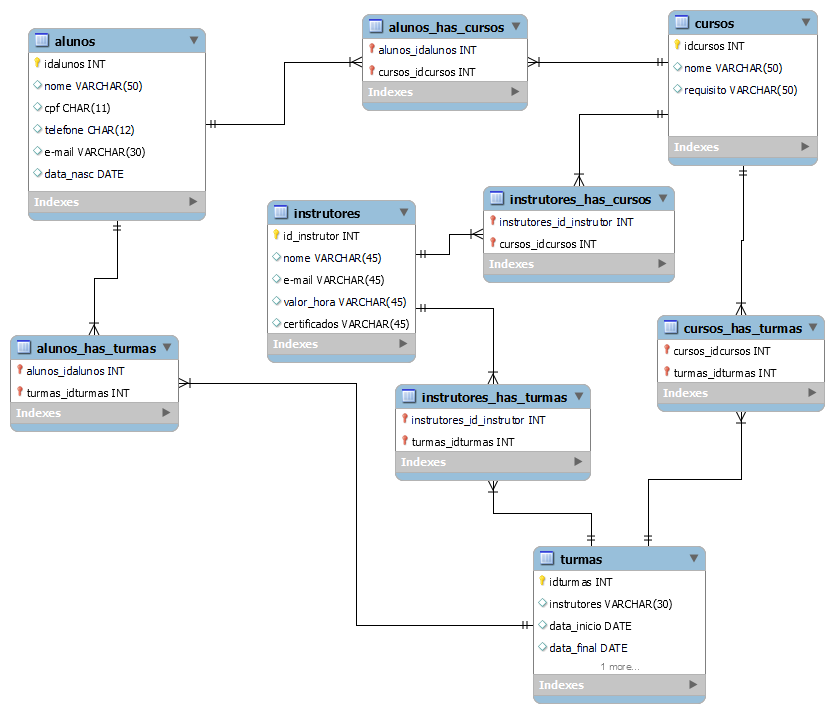 alunos
idalunos INT
nome VARCHAR(50)
cpf CHAR(11)
telefone CHAR(12)
e-mail VARCHAR(30)
data_nasc DATE
Indexes
alunos_has_cursos
alunos_idalunos INT
cursos_idcursos INT
Indexes
cursos
idcursos INT
nome VARCHAR(50)
requisito VARCHAR(50)
Indexes
instrutores
id_instrutor INT
nome VARCHAR(45)
e-mail VARCHAR(45)
valor_hora VARCHAR(45)
certificados VARCHAR(45)
Indexes
instrutores_has_cursos
instrutores_id_instrutor INT
cursos_idcursos INT
Indexes
alunos_has_turmas
alunos_idalunos INT
turmas_idturmas INT
Indexes
instrutores_has_turmas
instrutores_id_instrutor INT
turmas_idturmas INT
Indexes
cursos_has_turmas
cursos_idcursos INT
turmas_idturmas INT
Indexes
turmas
idturmas INT
instrutores VARCHAR(30)
data_inicio DATE
data_final DATE
1 more...
Indexes